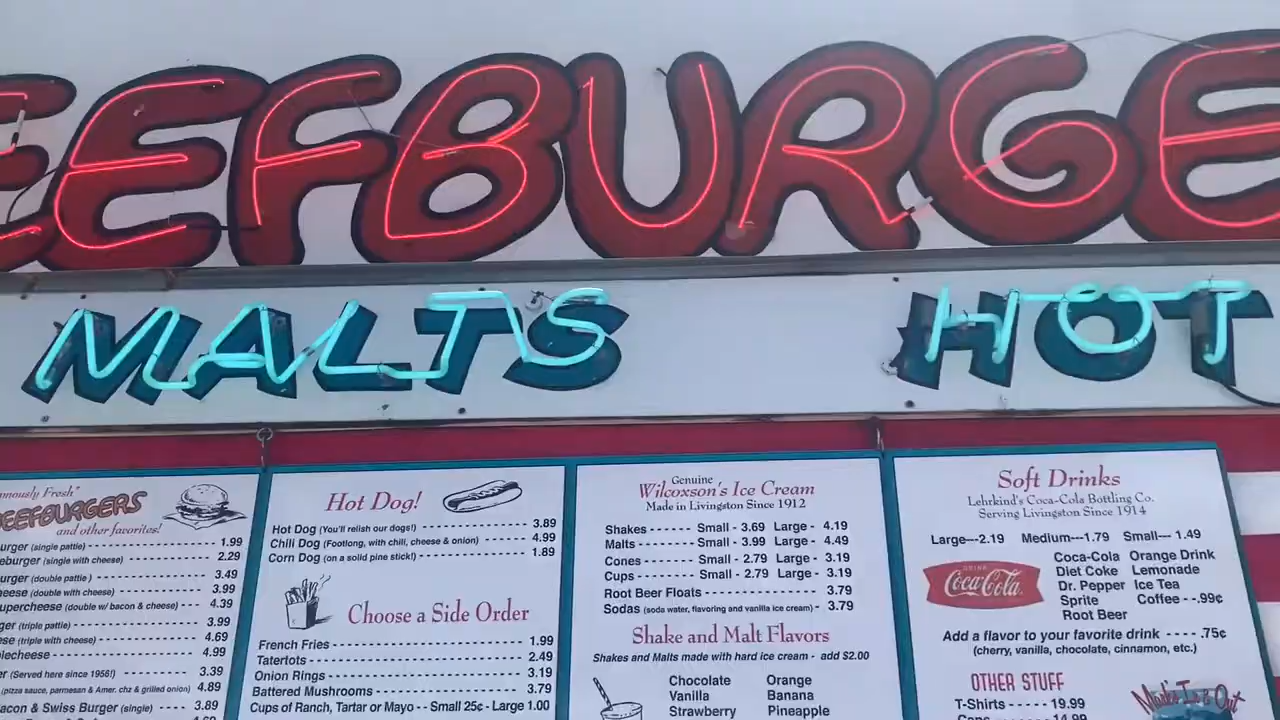 EEFBURGE
MALTS HOT
BEEFBURGERS
and other favorites!
urger (single pattie) - - - 1.99
eburger (single with cheese) 2.29
urger (double pattie) - - - 3.49
eese (double with cheese) - - - 3.99
upercheese (double w/ bacon & cheese) - - - 4.39
ger (triple pattie) - - - 3.99
ese (triple with cheese) - - - 4.69
lecheese - - - 4.99
er (Served here since 1956!) - - - 3.39
(pizza sauce, parmesan & Amer. chz & grilled onion) 4.89
acon & Swiss Burger (single) - - - 3.89
Hot Dog!
Hot Dog (You'll relish our dogs!) - - - 3.89
Chili Dog (Footlong, with chili, cheese & onion) - - - 4.99
Corn Dog (on a solid pine stick!) - - - 1.89
Choose a Side Order
French Fries - - - 1.99
Tatertots - - - 2.49
Onion Rings - - - 3.19
Battered Mushrooms - - - 3.79
Cups of Ranch, Tartar or Mayo - - Small 25¢ - Large 1.00
Genuine
Wilcoxson's Ice Cream
Made in Livingston Since 1912
Shakes - - - Small - 3.69 Large - 4.19
Malts - - - Small - 3.99 Large - 4.49
Cones - - - Small - 2.79 Large - 3.19
Cups - - - Small - 2.79 Large - 3.19
Root Beer Floats - - - 3.79
Sodas (soda water, flavoring and vanilla ice cream) - 3.79
Shake and Malt Flavors
Shakes and Malts made with hard ice cream - add $2.00
Chocolate Orange
Vanilla Banana
Strawberry Pineapple
Soft Drinks
Lehrkind's Coca-Cola Bottling Co.
Serving Livingston Since 1914
Large---2.19 Medium---1.79 Small--- 1.49
DRINK
Coca-Cola
Coca-Cola Orange Drink
Diet Coke Lemonade
Dr. Pepper Ice Tea
Sprite Coffee - -.99¢
Root Beer
Add a flavor to your favorite drink - - - - .75¢
(cherry, vanilla, chocolate, cinnamon, etc.)
OTHER STUFF
T-Shirts - - - - - 19.99
Caps 14.99
Mark's In & Out